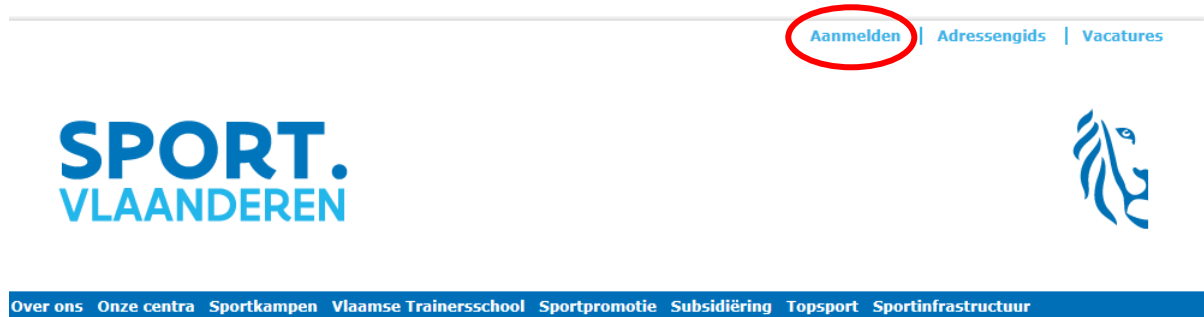 Aanmelden | Adressengids | Vacatures
SPORT.
VLAANDEREN
Over ons Onze centra Sportkampen Vlaamse Trainersschool Sportpromotie Subsidiëring Topsport Sportinfrastructuur